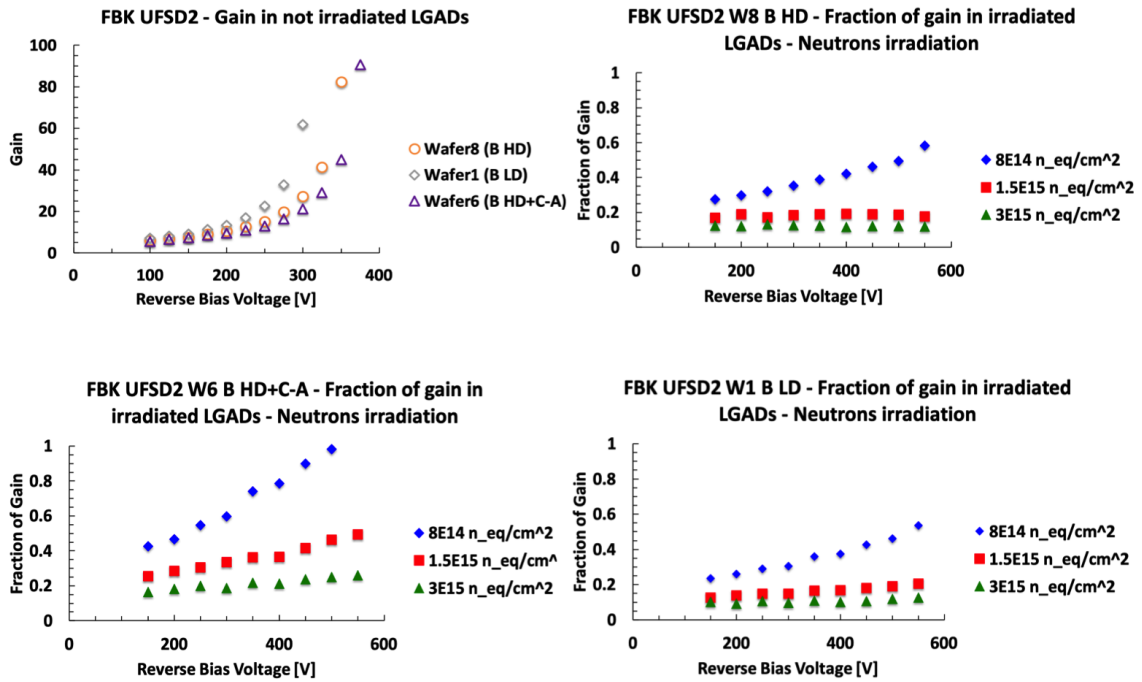 FBK UFSD2 - Gain in not irradiated LGADs
100
80
60
40
20
0
Gain
0
100
200
300
400
Reverse Bias Voltage [V]
Wafer8 (B HD)
Wafer1 (B LD)
Wafer6 (B HD+C-A)
FBK UFSD2 W8 B HD - Fraction of gain in irradiated
LGADs - Neutrons irradiation
1
0.8
0.6
0.4
0.2
0
Fraction of Gain
0
200
400
600
Reverse Bias Voltage [V]
8E14 n_eq/cm^2
1.5E15 n_eq/cm^2
3E15 n_eq/cm^2
FBK UFSD2 W6 B HD+C-A - Fraction of gain in
irradiated LGADs - Neutrons irradiation
1
0.8
0.6
0.4
0.2
0
Fraction of Gain
0
200
400
600
Reverse Bias Voltage [V]
8E14 n_eq/cm^2
1.5E15 n_eq/cm^
3E15 n_eq/cm^2
FBK UFSD2 W1 B LD - Fraction of gain in irradiated
LGADs - Neutrons irradiation
1
0.8
0.6
0.4
0.2
0
Fraction of Gain
0
200
400
600
Reverse Bias Voltage [V]
8E14 n_eq/cm^2
1.5E15 n_eq/cm^2
3E15 n_eq/cm^2